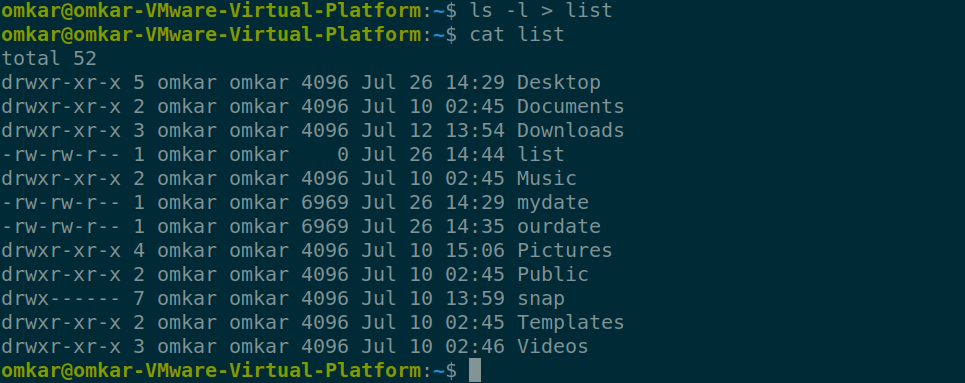 omkar@omkar-VMware-Virtual-Platform:~$ ls -l > list
omkar@omkar-VMware-Virtual-Platform:~$ cat list
total 52
drwxr-xr-x 5 omkar omkar 4096 Jul 26 14:29 Desktop
drwxr-xr-x 2 omkar omkar 4096 Jul 10 02:45 Documents
drwxr-xr-x 3 omkar omkar 4096 Jul 12 13:54 Downloads
-rw-rw-r-- 1 omkar omkar    0 Jul 26 14:44 list
drwxr-xr-x 2 omkar omkar 4096 Jul 10 02:45 Music
-rw-rw-r-- 1 omkar omkar 6969 Jul 26 14:29 mydate
-rw-rw-r-- 1 omkar omkar 6969 Jul 26 14:35 ourdate
drwxr-xr-x 4 omkar omkar 4096 Jul 10 15:06 Pictures
drwxr-xr-x 2 omkar omkar 4096 Jul 10 02:45 Public
drwx------ 7 omkar omkar 4096 Jul 10 13:59 snap
drwxr-xr-x 2 omkar omkar 4096 Jul 10 02:45 Templates
drwxr-xr-x 3 omkar omkar 4096 Jul 10 02:46 Videos
omkar@omkar-VMware-Virtual-Platform:~$